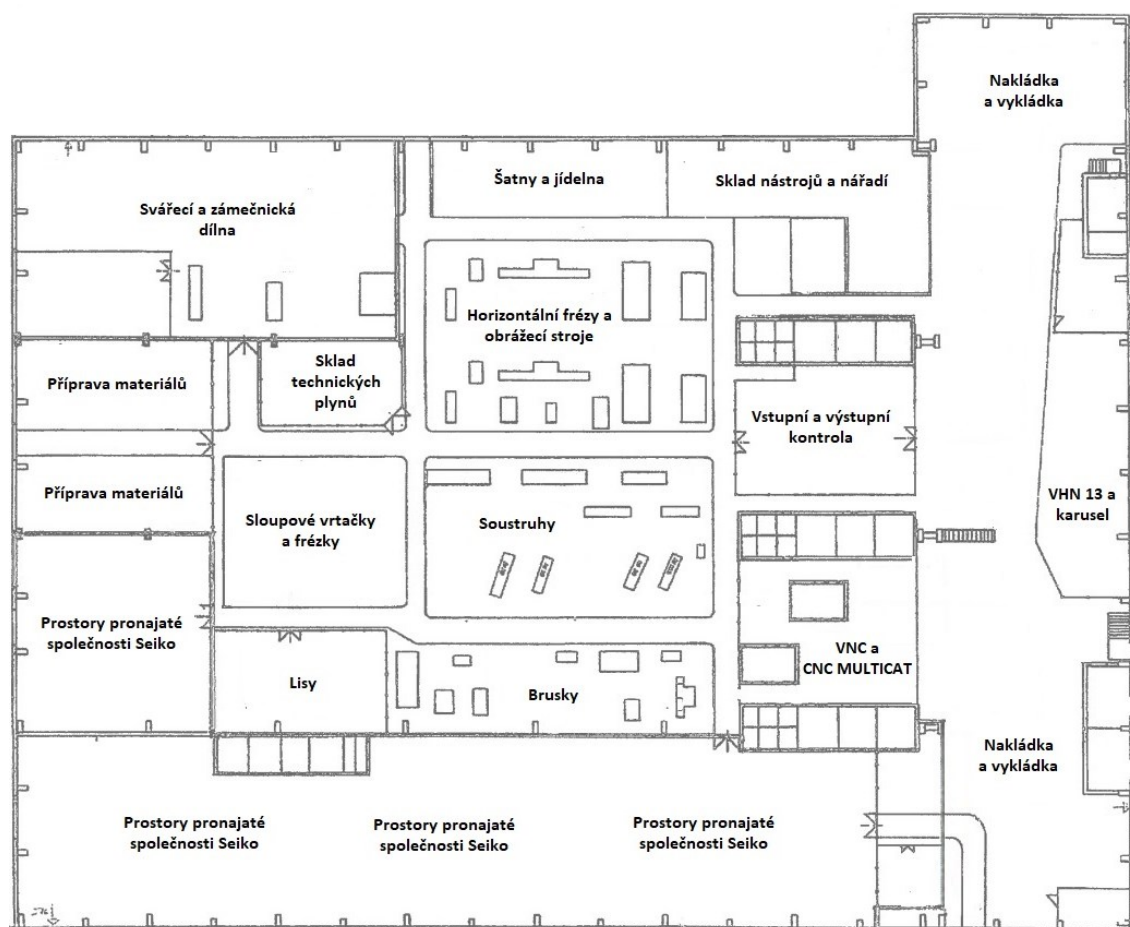 Nakládka
a vykládka
Šatny a jídelna
Sklad nástrojů a nářadí
Svářecí a zámečnická
dílna
Horizontální frézy a
obrážecí stroje
Sklad
technických
plynů
Příprava materiálů
Vstupní a výstupní
kontrola
Příprava materiálů
VHN 13 a
karusel
Sloupové vrtačky
a frézky
Soustruhy
Prostory pronajaté
společnosti Seiko
VNC a
CNC MULTICAT
Lisy
Brusky
Nakládka
a vykládka
Prostory pronajaté
společnosti Seiko
Prostory pronajaté
společnosti Seiko
Prostory pronajaté
společnosti Seiko